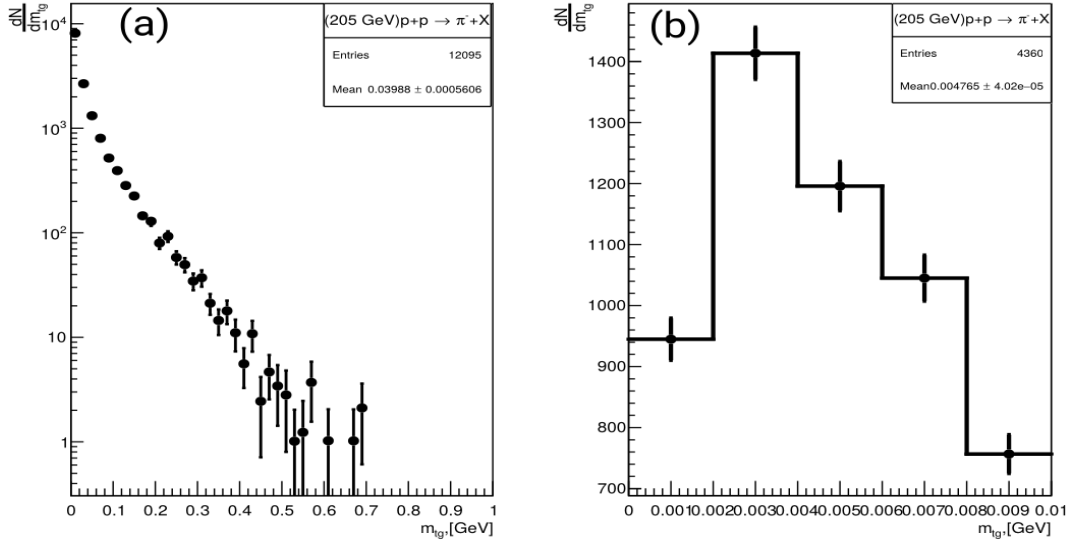 (a)
dN
dm_tg
(205 GeV)p+p → π⁻+X
Entries 12095
Mean 0.03988 ± 0.0005606
10⁴
10³
10²
10
1
0 0.1 0.2 0.3 0.4 0.5 0.6 0.7 0.8 0.9 1
m_tg,[GeV]
(b)
dN
dm_tg
(205 GeV)p+p → π⁻+X
Entries 4360
Mean0.004765 ± 4.02e−05
1400
1300
1200
1100
1000
900
800
700
0 0.001 0.002 0.003 0.004 0.005 0.006 0.007 0.008 0.009 0.01
m_tg,[GeV]